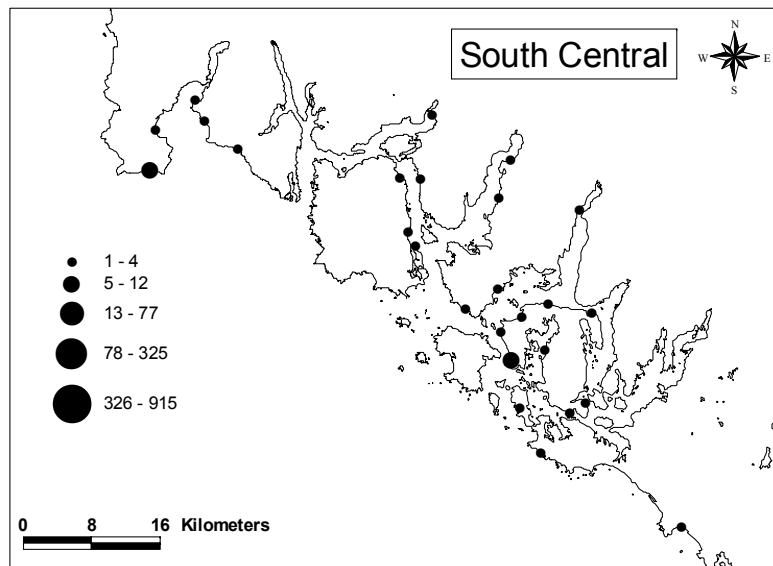 South Central
N
W E
S
1 - 4
5 - 12
13 - 77
78 - 325
326 - 915
0 8 16 Kilometers